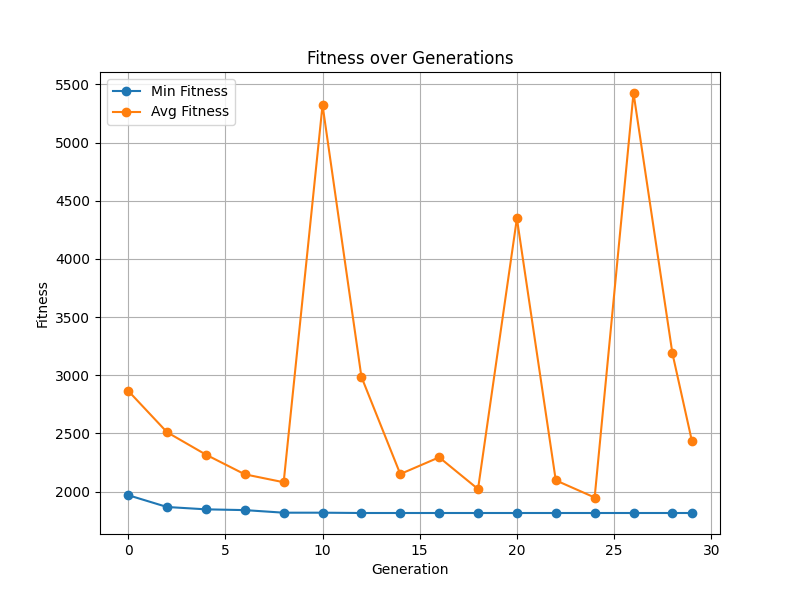 Fitness over Generations
Min Fitness
Avg Fitness
5500
5000
4500
4000
3500
3000
2500
2000
Fitness
0 5 10 15 20 25 30
Generation